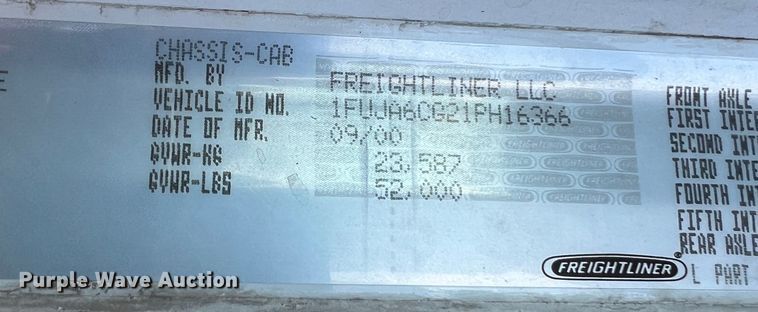 CHASSIS-CAB
MFD. BY FREIGHTLINER LLC
VEHICLE ID NO. 1FUJA6CG21PH16366
DATE OF MFR. 09/00
GVWR-KG 23,587
GVWR-LBS 52,000
E
FRONT AXLE
FIRST INTE
SECOND INT
THIRD INTE
FOURTH INT
FIFTH INT
REAR AXLE
FREIGHTLINER
L PART
Purple Wave Auction